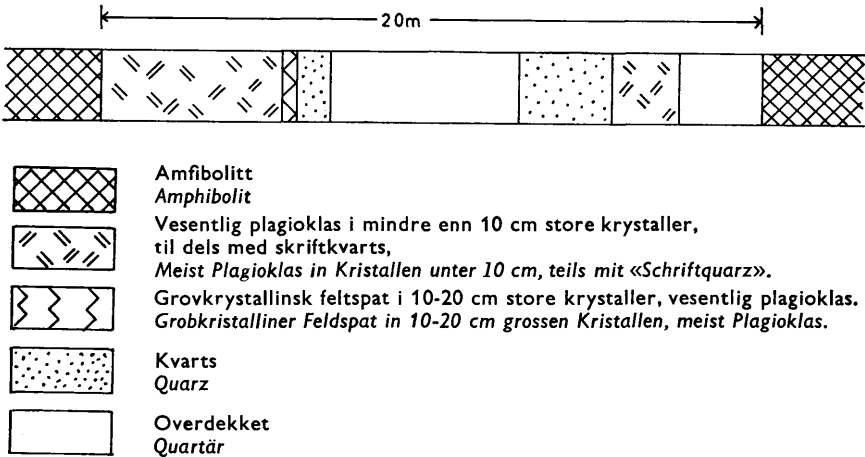 20m
Amfibolitt
Amphibolit
Vesentlig plagioklas i mindre enn 10 cm store krystaller,
til dels med skriftkvarts,
Meist Plagioklas in Kristallen unter 10 cm, teils mit «Schriftquarz».
Grovkrystallinsk feltspat i 10-20 cm store krystaller, vesentlig plagioklas.
Grobkristalliner Feldspat in 10-20 cm grossen Kristallen, meist Plagioklas.
Kvarts
Quarz
Overdekket
Quartär